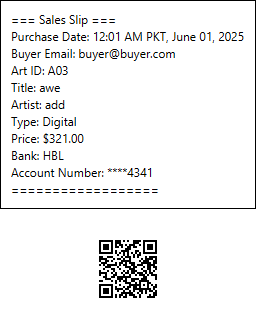 === Sales Slip ===
Purchase Date: 12:01 AM PKT, June 01, 2025
Buyer Email: buyer@buyer.com
Art ID: A03
Title: awe
Artist: add
Type: Digital
Price: $321.00
Bank: HBL
Account Number: ****4341
==================